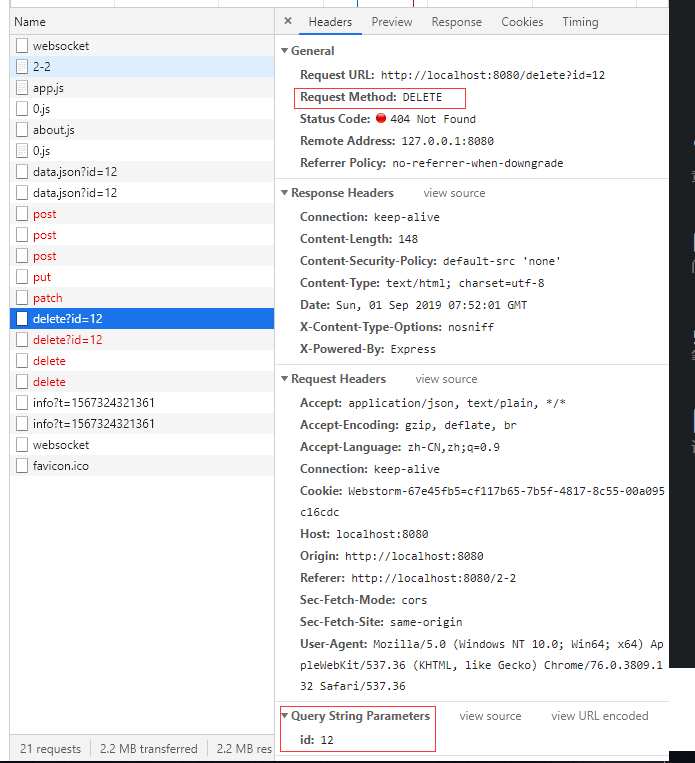 Name
websocket
2-2
app.js
0.js
about.js
0.js
data.json?id=12
data.json?id=12
post
post
post
put
patch
delete?id=12
delete?id=12
delete
delete
info?t=1567324321361
info?t=1567324321361
websocket
favicon.ico
21 requests
2.2 MB transferred
2.2 MB res
× Headers Preview Response Cookies Timing
▼ General
Request URL: http://localhost:8080/delete?id=12
Request Method: DELETE
Status Code: 404 Not Found
Remote Address: 127.0.0.1:8080
Referrer Policy: no-referrer-when-downgrade
▼ Response Headers view source
Connection: keep-alive
Content-Length: 148
Content-Security-Policy: default-src 'none'
Content-Type: text/html; charset=utf-8
Date: Sun, 01 Sep 2019 07:52:01 GMT
X-Content-Type-Options: nosniff
X-Powered-By: Express
▼ Request Headers view source
Accept: application/json, text/plain, */*
Accept-Encoding: gzip, deflate, br
Accept-Language: zh-CN,zh;q=0.9
Connection: keep-alive
Cookie: Webstorm-67e45fb5=cf117b65-7b5f-4817-8c55-00a095
c16cdc
Host: localhost:8080
Origin: http://localhost:8080
Referer: http://localhost:8080/2-2
Sec-Fetch-Mode: cors
Sec-Fetch-Site: same-origin
User-Agent: Mozilla/5.0 (Windows NT 10.0; Win64; x64) Ap
pleWebKit/537.36 (KHTML, like Gecko) Chrome/76.0.3809.1
32 Safari/537.36
▼ Query String Parameters view source view URL encoded
id: 12